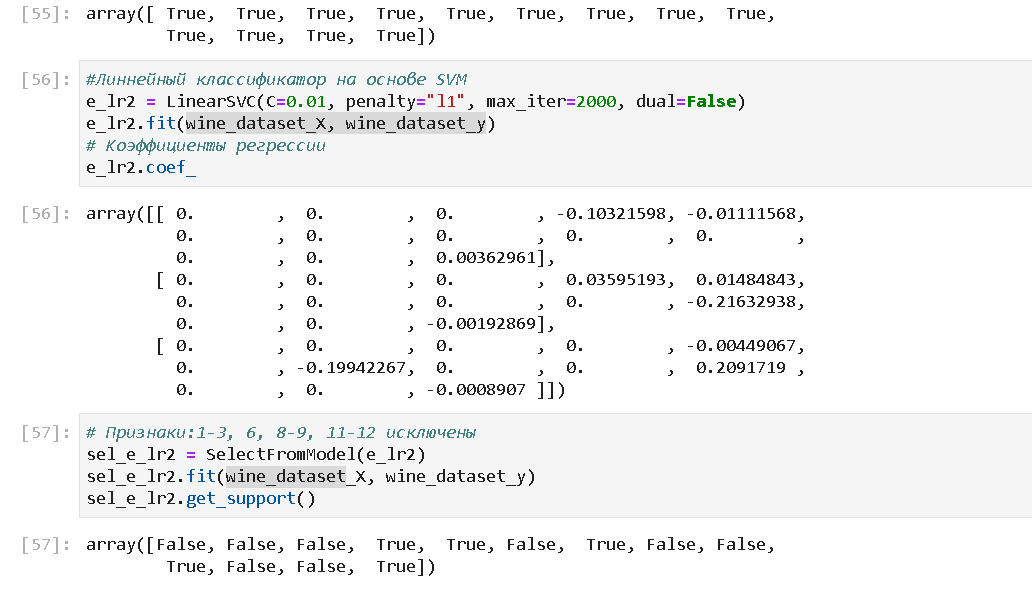 [55]: array([ True,  True,  True,  True,  True,  True,  True,  True,  True,
        True,  True,  True,  True])
[56]: #Линнейный классификатор на основе SVM
e_lr2 = LinearSVC(C=0.01, penalty="l1", max_iter=2000, dual=False)
e_lr2.fit(wine_dataset_X, wine_dataset_y)
# Коэффициенты регрессии
e_lr2.coef_
[56]: array([[ 0.        ,  0.        ,  0.        , -0.10321598, -0.01111568,
         0.        ,  0.        ,  0.        ,  0.        ,  0.        ,
         0.        ,  0.        ,  0.00362961],
       [ 0.        ,  0.        ,  0.        ,  0.03595193,  0.01484843,
         0.        ,  0.        ,  0.        ,  0.        , -0.21632938,
         0.        ,  0.        , -0.00192869],
       [ 0.        ,  0.        ,  0.        ,  0.        , -0.00449067,
         0.        , -0.19942267,  0.        ,  0.        ,  0.2091719 ,
         0.        ,  0.        , -0.0008907 ]])
[57]: # Признаки:1-3, 6, 8-9, 11-12 исключены
sel_e_lr2 = SelectFromModel(e_lr2)
sel_e_lr2.fit(wine_dataset_X, wine_dataset_y)
sel_e_lr2.get_support()
[57]: array([False, False, False,  True,  True, False,  True, False, False,
        True, False, False,  True])